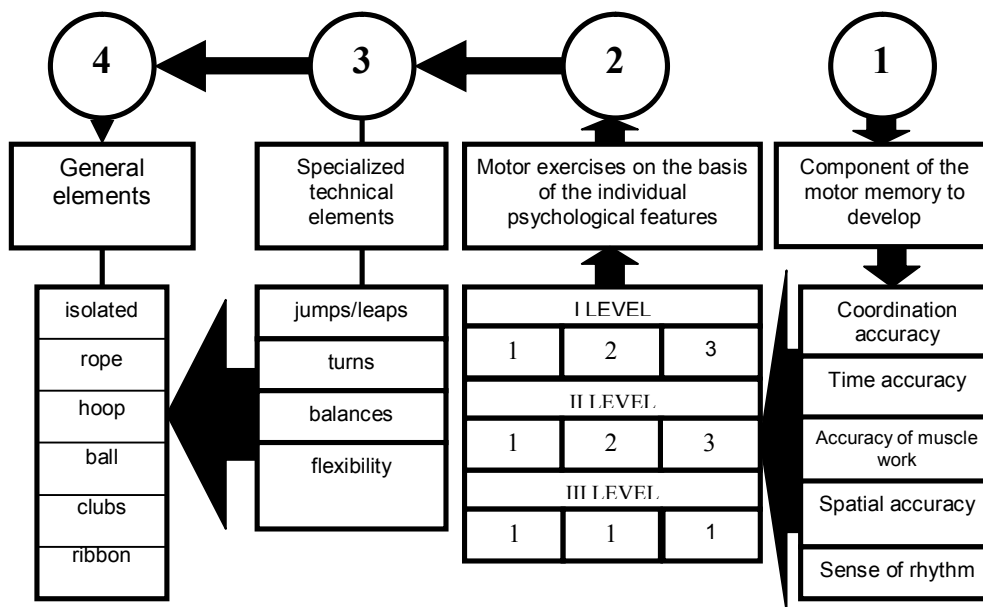 4
3
2
1
General
elements
Specialized
technical
elements
Motor exercises on the basis
of the individual
psychological features
Component of the
motor memory to
develop
isolated
rope
hoop
ball
clubs
ribbon
jumps/leaps
turns
balances
flexibility
I LEVEL
1 2 3
II LEVEL
1 2 3
III LEVEL
1 1 1
Coordination
accuracy
Time accuracy
Accuracy of muscle
work
Spatial accuracy
Sense of rhythm